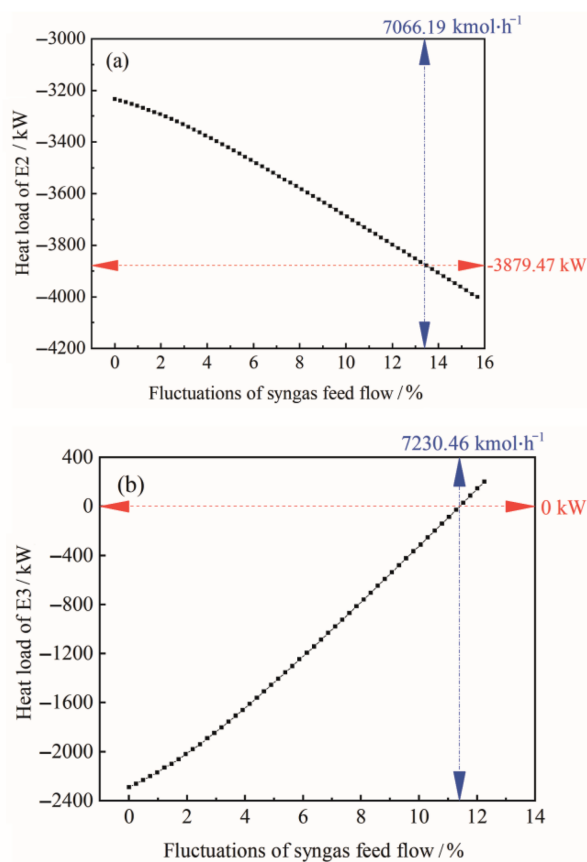 7066.19 kmol·h⁻¹
(a)
−3000
−3200
−3400
−3600
−3800
−4000
−4200
Heat load of E2 / kW
-3879.47 kW
0 2 4 6 8 10 12 14 16
Fluctuations of syngas feed flow / %
7230.46 kmol·h⁻¹
(b)
400
0
−400
−800
−1200
−1600
−2000
−2400
Heat load of E3 / kW
0 kW
0 2 4 6 8 10 12 14
Fluctuations of syngas feed flow / %